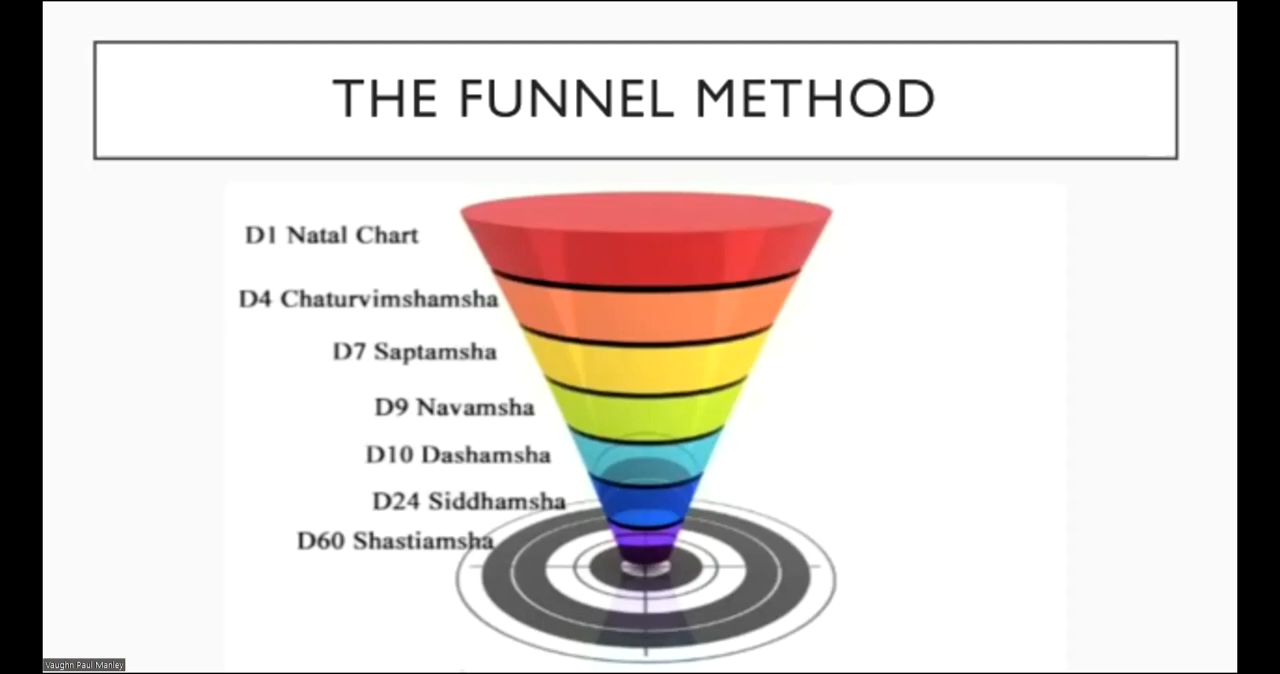 THE FUNNEL METHOD
D1 Natal Chart
D4 Chaturvimshamsha
D7 Saptamsha
D9 Navamsha
D10 Dashamsha
D24 Siddhamsha
D60 Shastiamsha
Vaughn Paul Manley